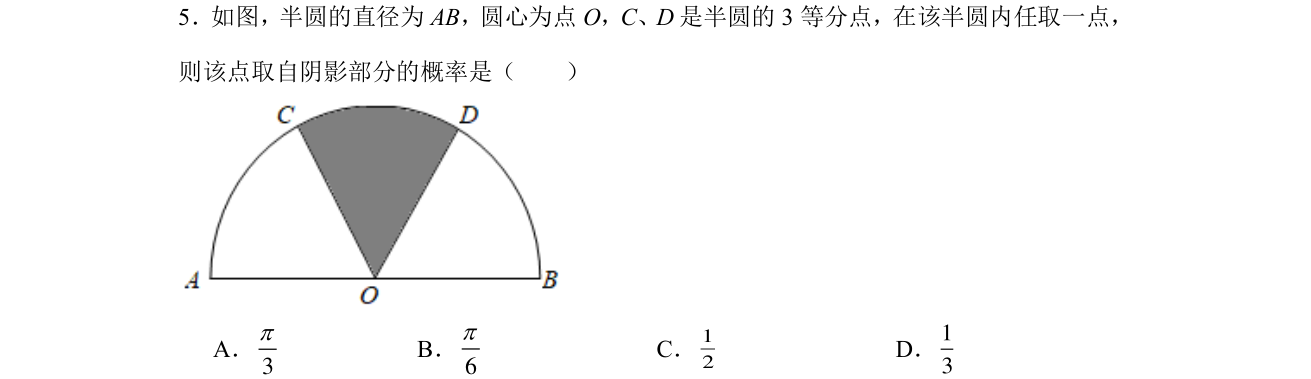 5．如图，半圆的直径为 AB，圆心为点 O，C、D 是半圆的 3 等分点，在该半圆内任取一点，
则该点取自阴影部分的概率是（　　）
C D
A O B
A．π/3 B．π/6 C．1/2 D．1/3